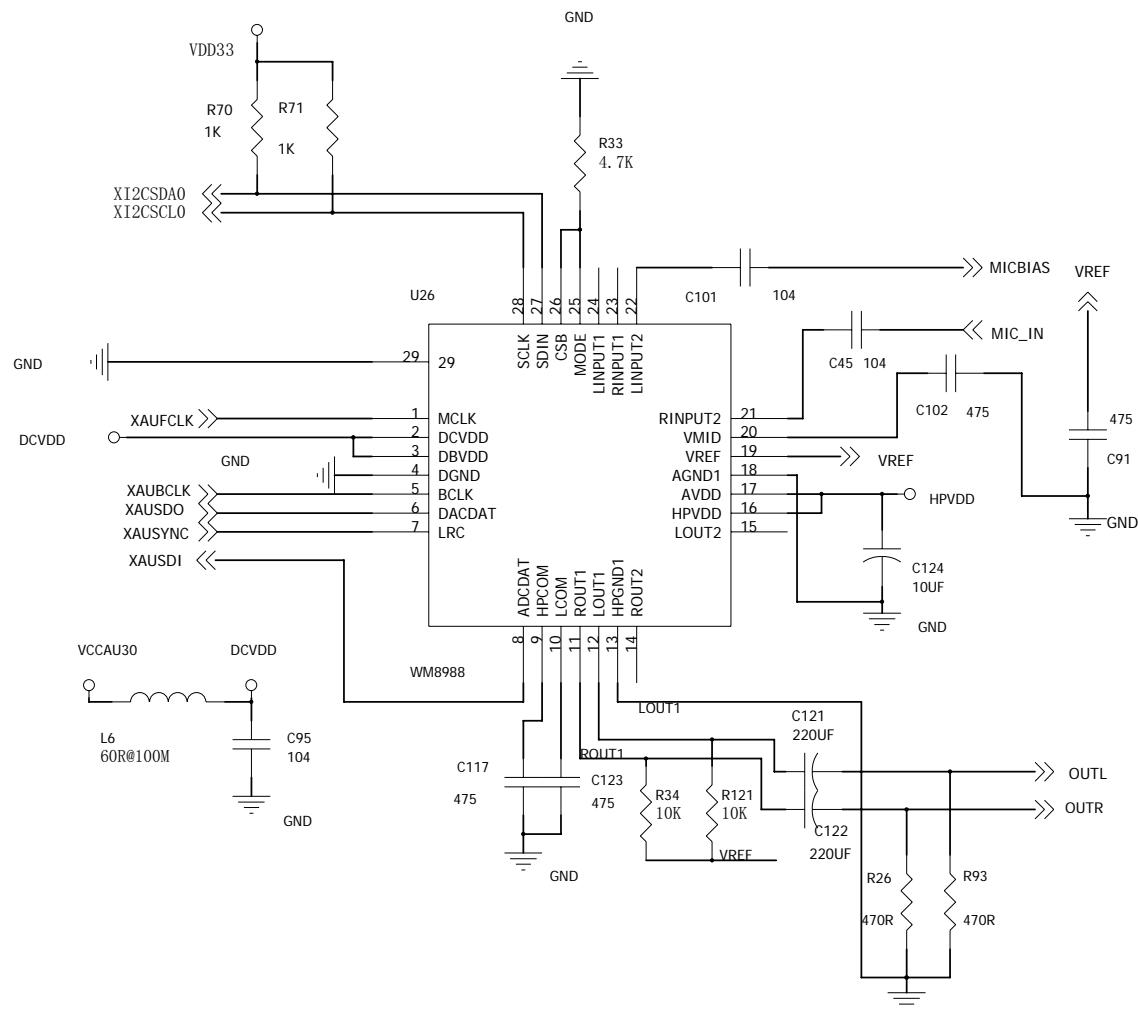 GND
VDD33
R70
1K
R71
1K
R33
4.7K
XI2CSDA0
XI2CSCL0
U26
28
27
26
25
24
23
22
SCLK
SDIN
CSB
MODE
LINPUT1
RINPUT1
LINPUT2
C101
104
MICBIAS
VREF
C45
104
MIC_IN
C102
475
475
C91
GND
GND
29
29
XAUFCLK
1
MCLK
DCVDD
2
DCVDD
3
DBVDD
GND
4
DGND
XAUBCLK
5
BCLK
XAUSDO
6
DACDAT
XAUSYNC
7
LRC
XAUSDI
RINPUT2
21
VMID
20
VREF
19
VREF
AGND1
18
AVDD
17
HPVDD
HPVDD
16
LOUT2
15
C124
10UF
GND
ADCDAT
HPCOM
LCOM
ROUT1
LOUT1
HPGND1
ROUT2
8
9
10
11
12
13
14
WM8988
VCCAU30
DCVDD
L6
60R@100M
C95
104
GND
LOUT1
ROUT1
C117
475
C123
475
GND
R34
10K
R121
10K
VREF
C121
220UF
C122
220UF
OUTL
OUTR
R26
470R
R93
470R